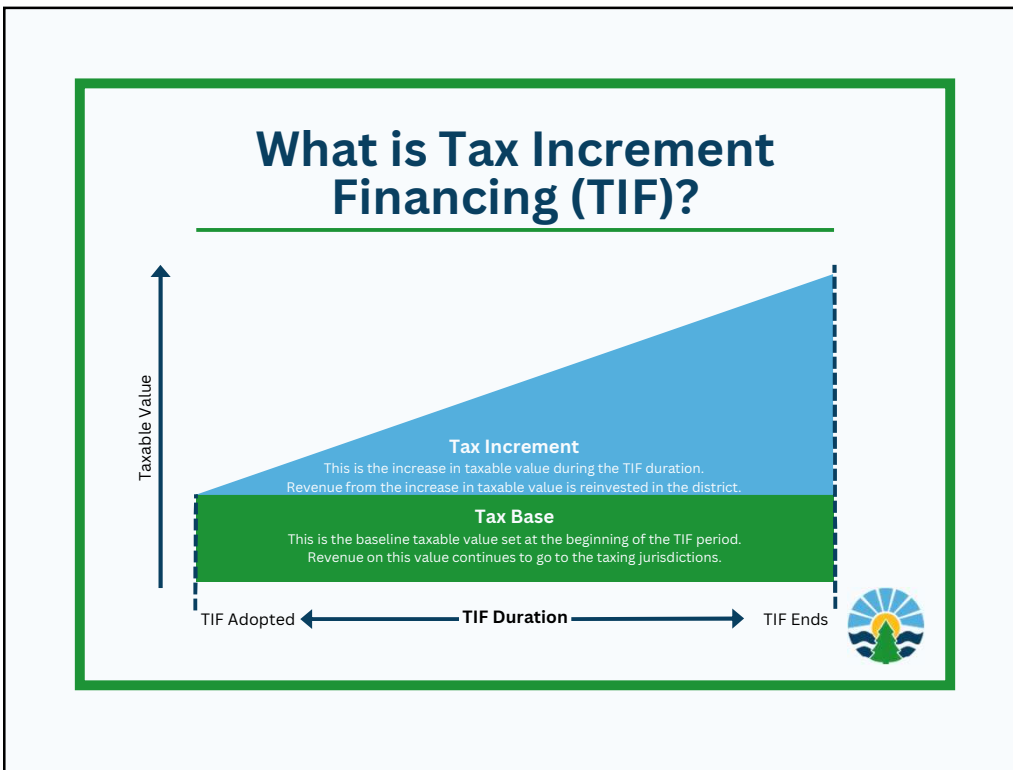 What is Tax Increment
Financing (TIF)?
Taxable Value
Tax Increment
This is the increase in taxable value during the TIF duration.
Revenue from the increase in taxable value is reinvested in the district.
Tax Base
This is the baseline taxable value set at the beginning of the TIF period.
Revenue on this value continues to go to the taxing jurisdictions.
TIF Adopted
TIF Duration
TIF Ends